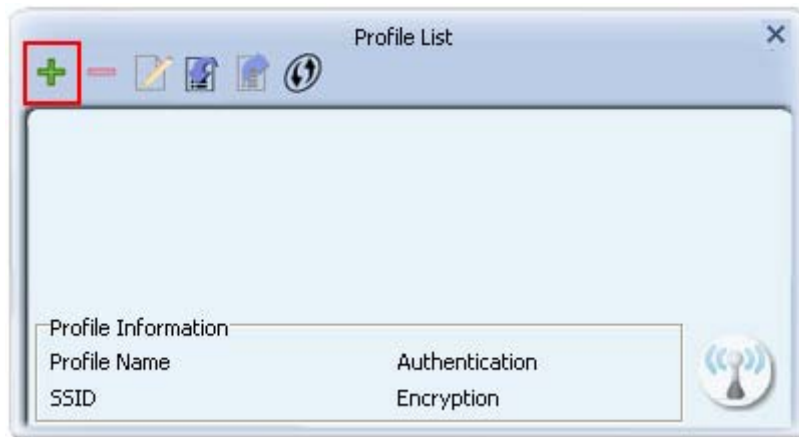 Profile List
Profile Information
Profile Name Authentication
SSID Encryption